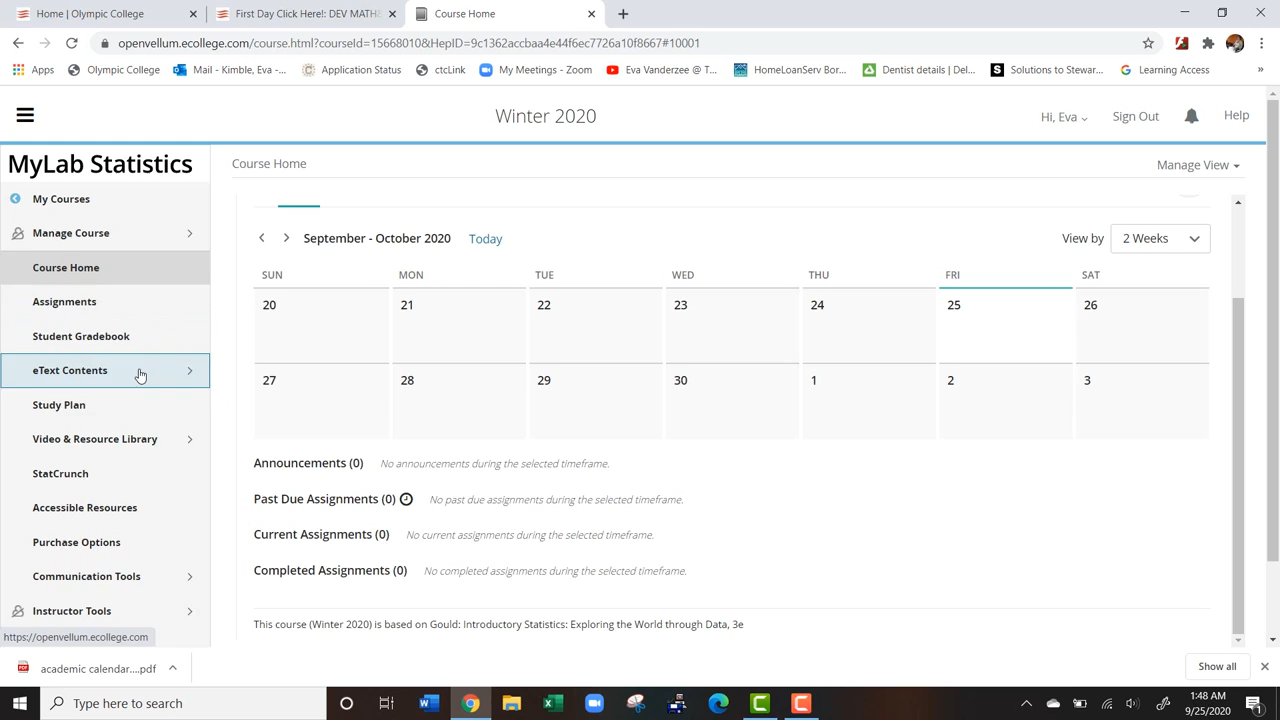 Home | Olympic College
First Day Click Here!: DEV MATH
Course Home
openvellum.ecollege.com/course.html?courseId=15668010&HepID=9c1362accbaa4e44f6ec7726a10f8667#10001
Apps
Olympic College
Mail - Kimble, Eva -...
Application Status
ctcLink
My Meetings - Zoom
Eva Vanderzee @ T...
HomeLoanServ Bor...
Dentist details | Del...
Solutions to Stewar...
Learning Access
»
Winter 2020
Hi, Eva
Sign Out
Help
MyLab Statistics
Course Home
Manage View
My Courses
Manage Course
Course Home
Assignments
Student Gradebook
eText Contents
Study Plan
Video & Resource Library
StatCrunch
Accessible Resources
Purchase Options
Communication Tools
Instructor Tools
https://openvellum.ecollege.com
September - October 2020
Today
View by
2 Weeks
SUN MON TUE WED THU FRI SAT
20 21 22 23 24 25 26
27 28 29 30 1 2 3
Announcements (0) No announcements during the selected timeframe.
Past Due Assignments (0) No past due assignments during the selected timeframe.
Current Assignments (0) No current assignments during the selected timeframe.
Completed Assignments (0) No completed assignments during the selected timeframe.
This course (Winter 2020) is based on Gould: Introductory Statistics: Exploring the World through Data, 3e
academic calendar....pdf
Show all
Type here to search
1:48 AM
9/25/2020